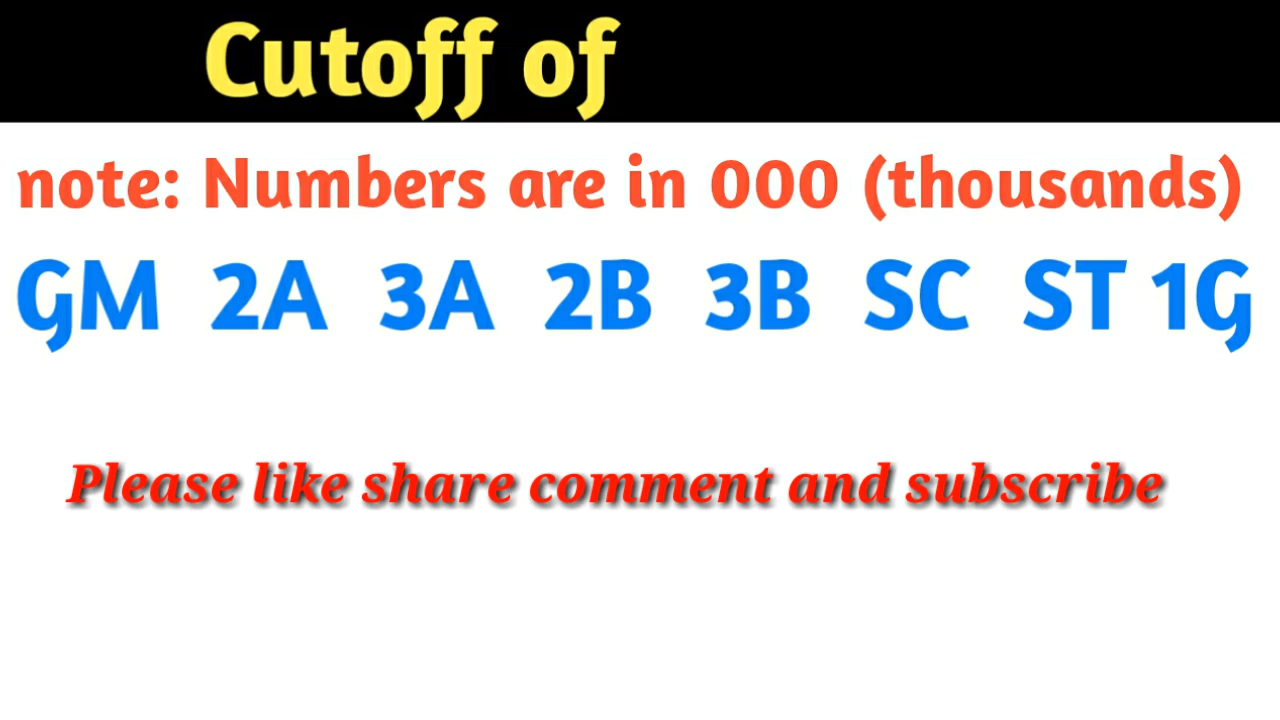 Cutoff of
note: Numbers are in 000 (thousands)
GM 2A 3A 2B 3B SC ST 1G
Please like share comment and subscribe